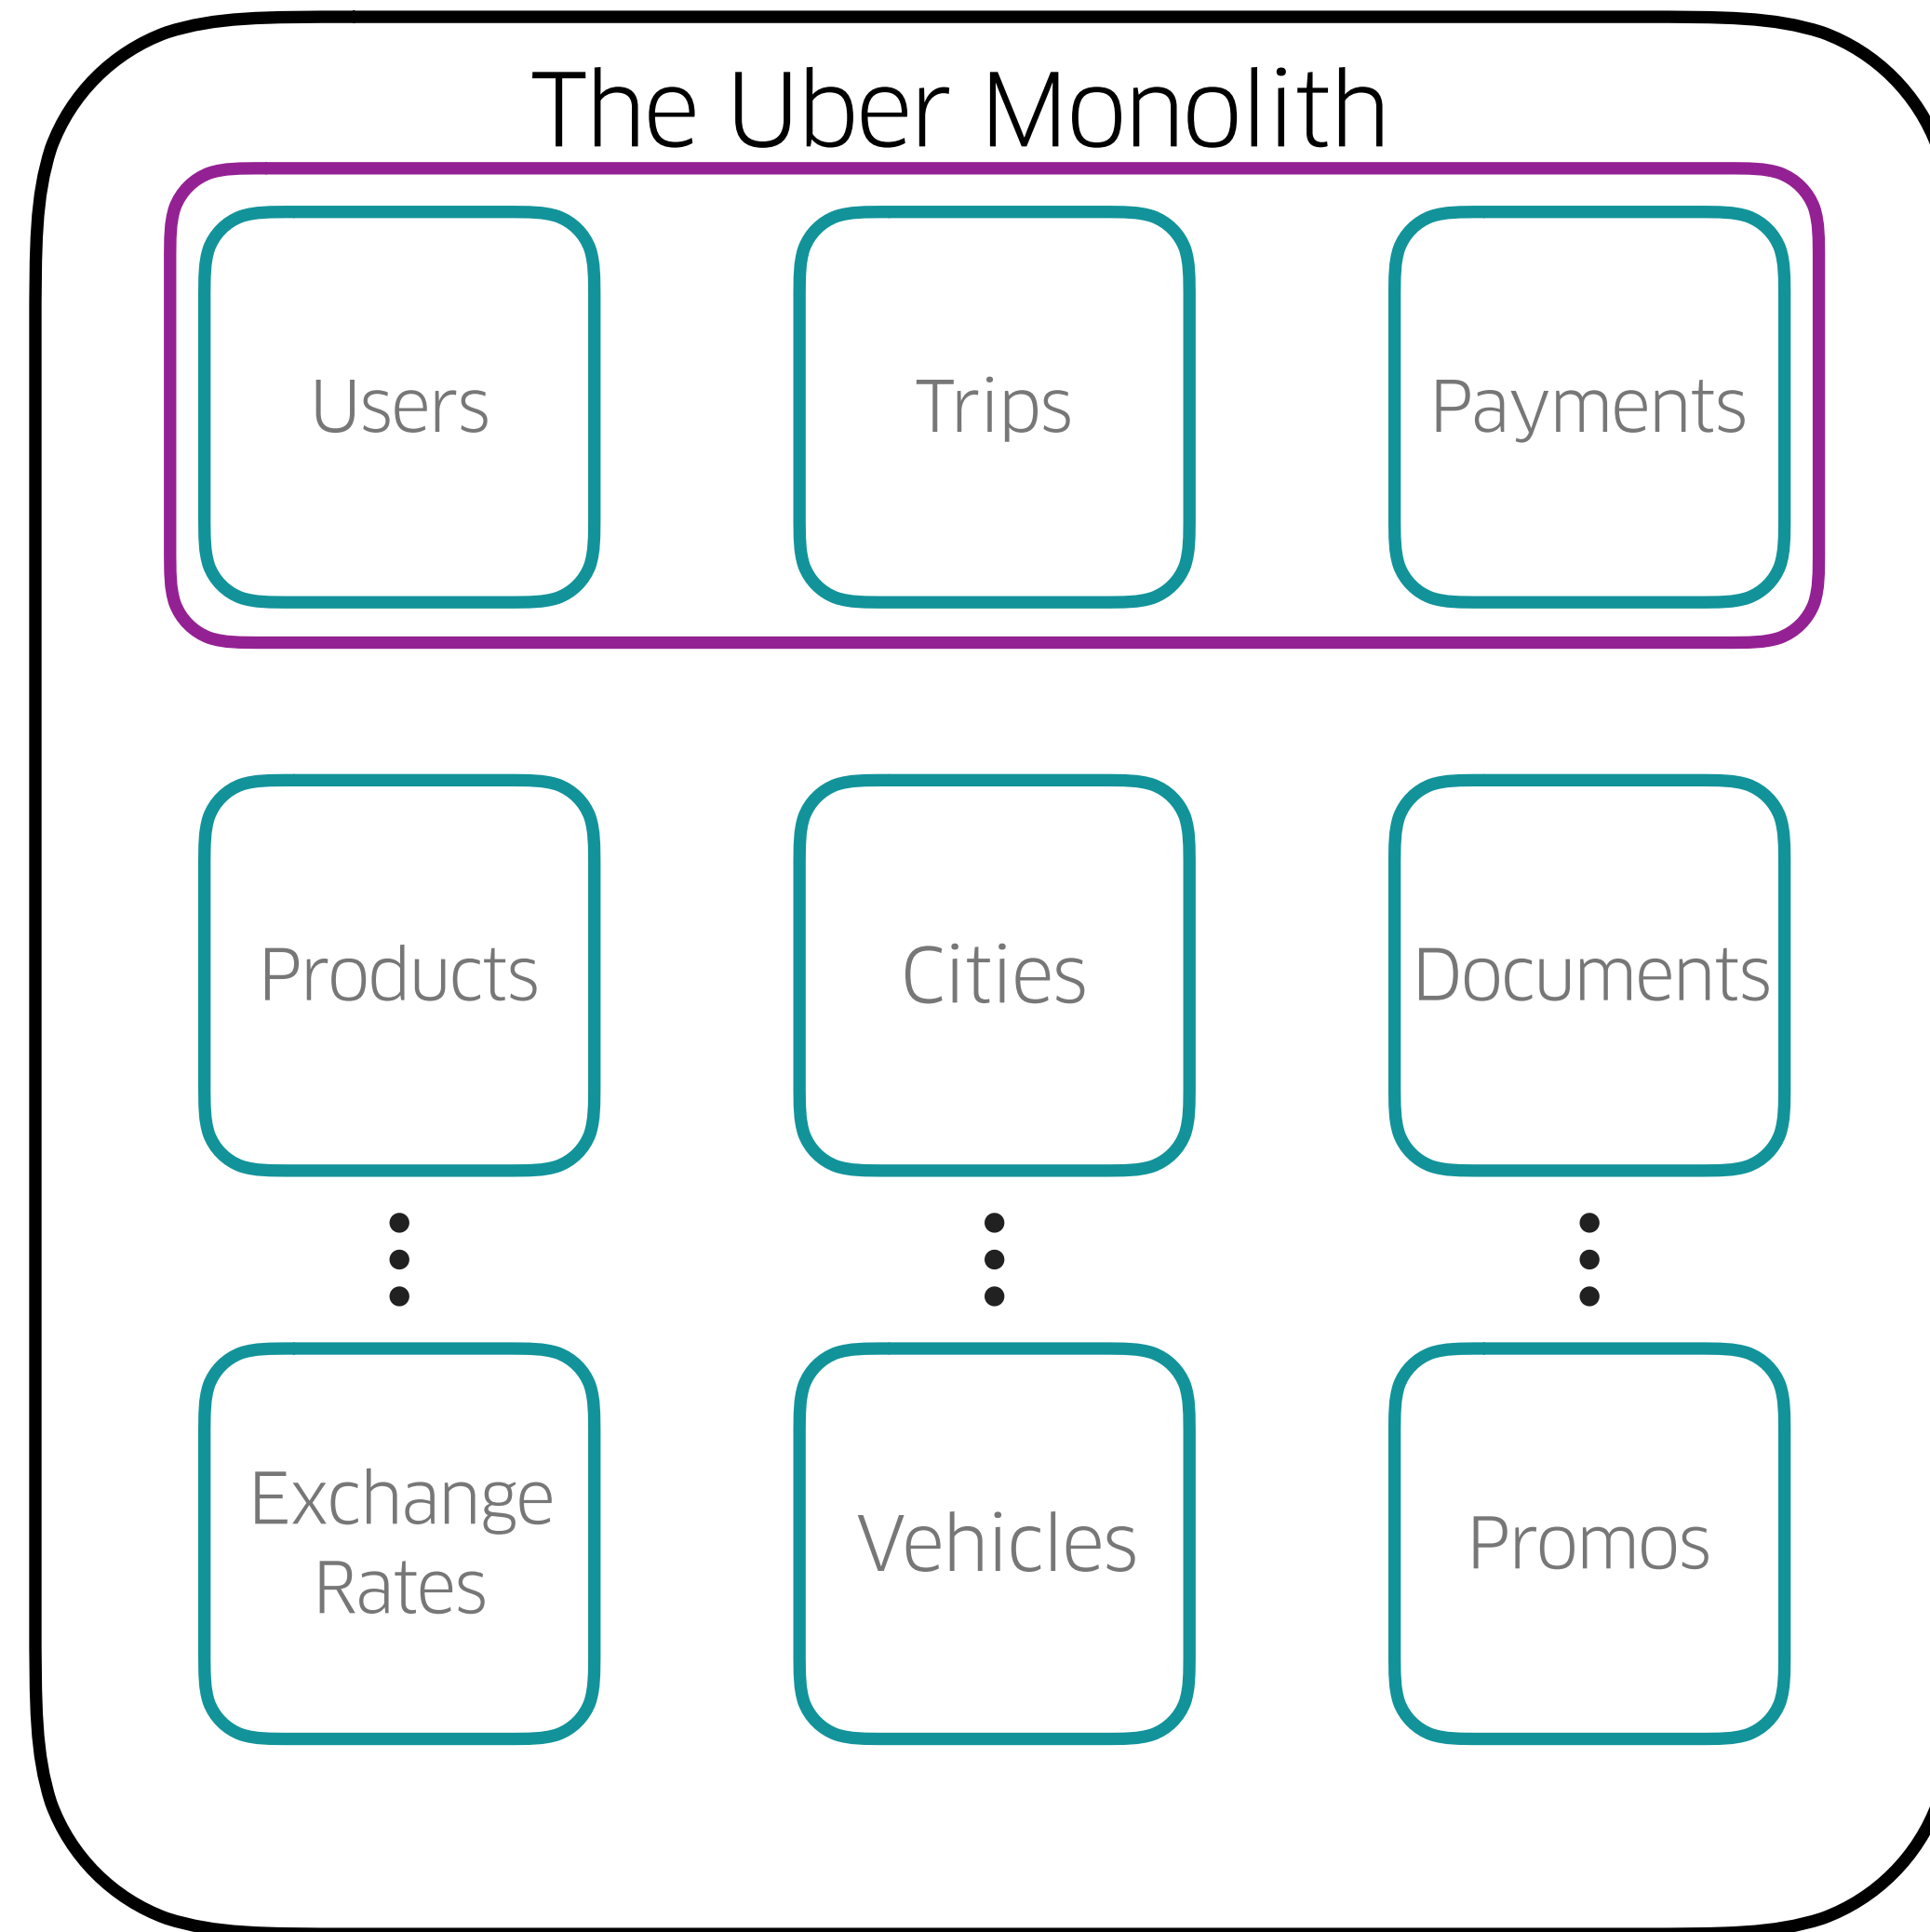 The Uber Monolith
Users
Trips
Payments
Products
Cities
Documents
Exchange
Rates
Vehicles
Promos